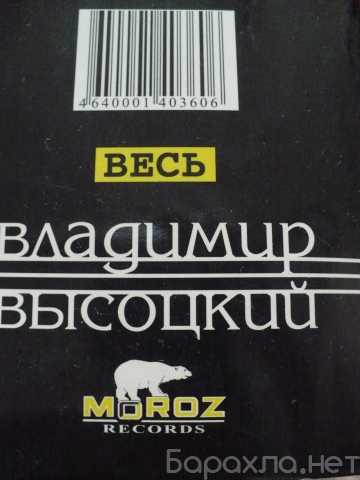 4640001403606
ВЕСЬ
Владимир
Высоцкий
MOROZ
RECORDS
Барахла.нет